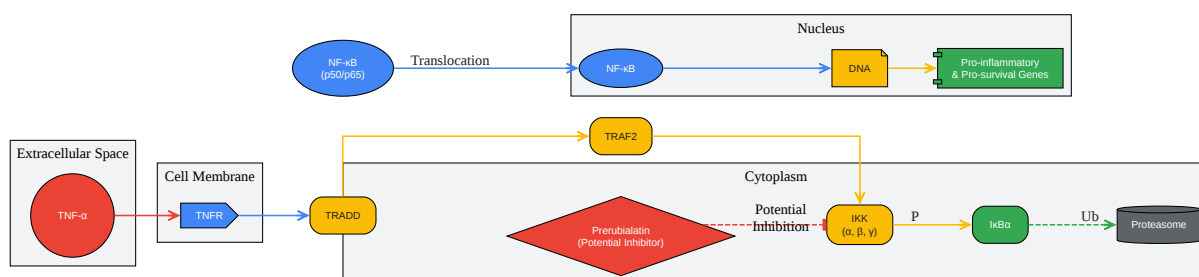 Nucleus
NF-κB
(p50/p65)
Translocation
NF-κB
DNA
Pro-inflammatory
& Pro-survival Genes
TRAF2
Extracellular Space
Cell Membrane
Cytoplasm
TNF-α
TNFR
TRADD
Prerubialatin
(Potential Inhibitor)
Potential
Inhibition
IKK
(α, β, γ)
P
IκBα
Ub
Proteasome